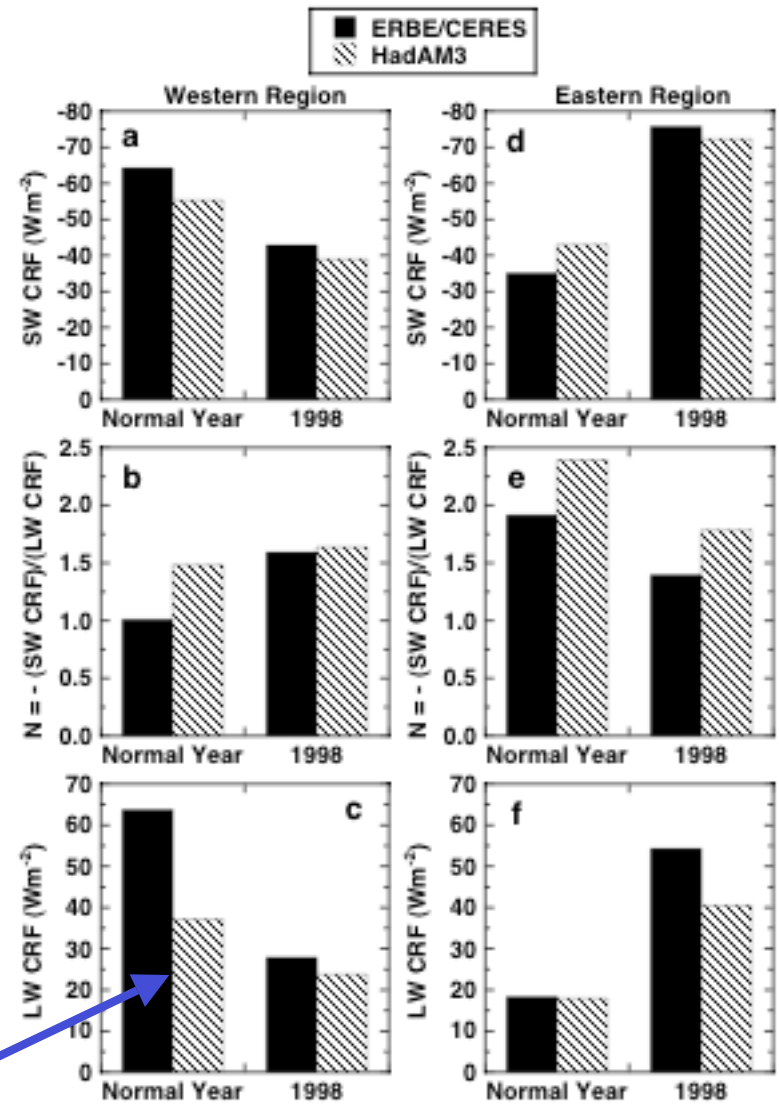 ERBE/CERES
HadAM3
Western Region
Eastern Region
-80
-70
-60
-50
-40
-30
-20
-10
0
SW CRF (Wm-2)
a
Normal Year 1998
-80
-70
-60
-50
-40
-30
-20
-10
0
SW CRF (Wm-2)
d
Normal Year 1998
2.5
2.0
1.5
1.0
0.5
0.0
N = - (SW CRF)/(LW CRF)
b
Normal Year 1998
2.5
2.0
1.5
1.0
0.5
0.0
N = - (SW CRF)/(LW CRF)
e
Normal Year 1998
70
60
50
40
30
20
10
0
LW CRF (Wm-2)
c
Normal Year 1998
70
60
50
40
30
20
10
0
LW CRF (Wm-2)
f
Normal Year 1998